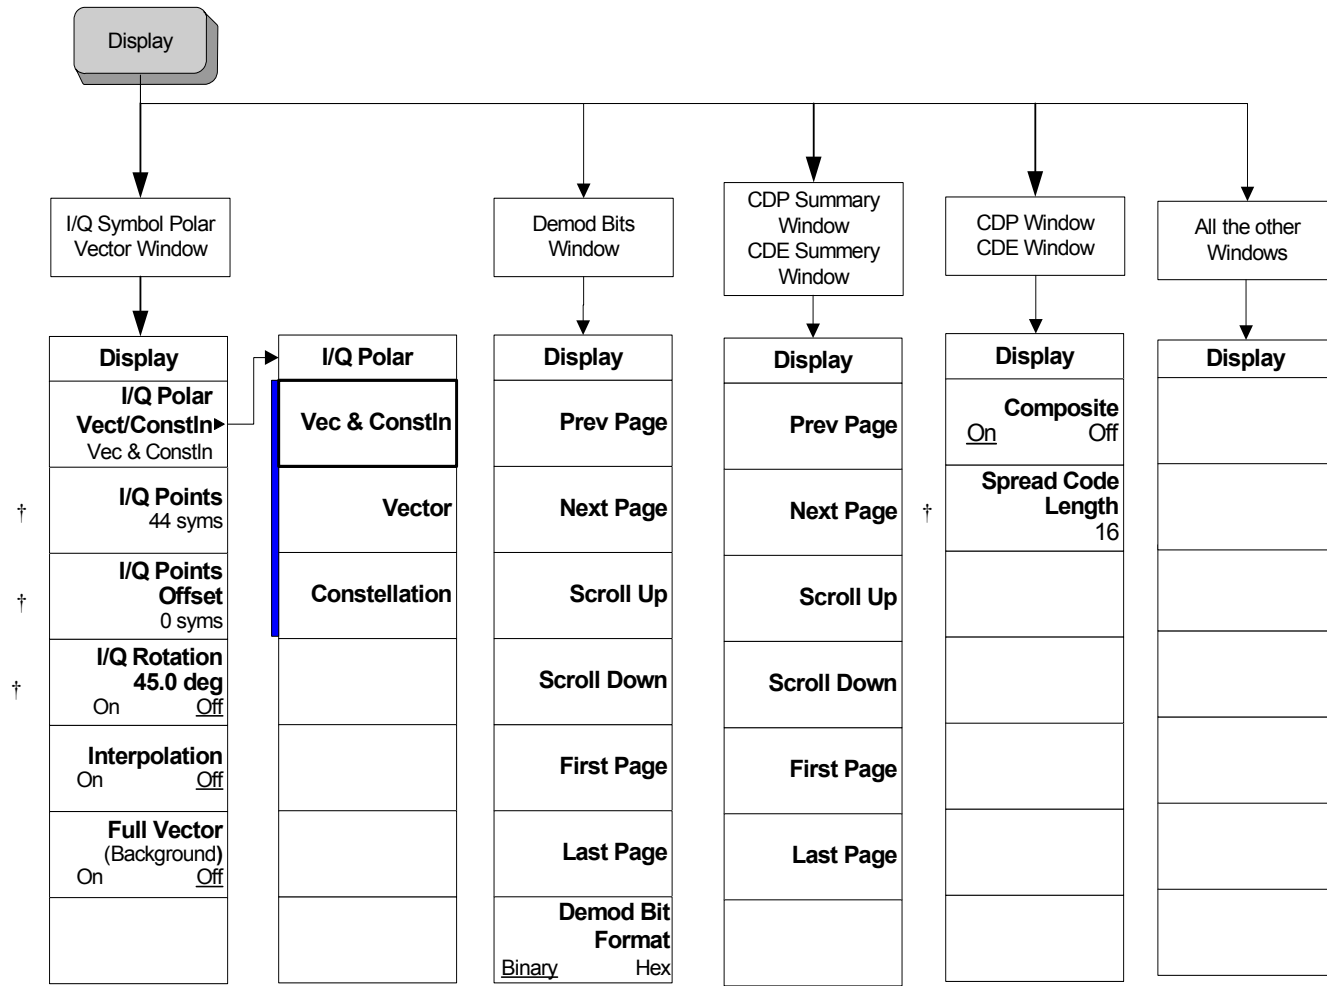 Display
I/Q Symbol Polar
Vector Window
Demod Bits
Window
CDP Summary
Window
CDE Summery
Window
CDP Window
CDE Window
All the other
Windows
Display
I/Q Polar
Vect/Constln
Vec & Constln
†
I/Q Points
44 syms
†
I/Q Points
Offset
0 syms
†
I/Q Rotation
45.0 deg
On Off
Interpolation
On Off
Full Vector
(Background)
On Off
I/Q Polar
Vec & Constln
Vector
Constellation
Display
Prev Page
Next Page
Scroll Up
Scroll Down
First Page
Last Page
Demod Bit
Format
Binary Hex
Display
Prev Page
Next Page
Scroll Up
Scroll Down
First Page
Last Page
Display
Composite
On Off
†
Spread Code
Length
16
Display